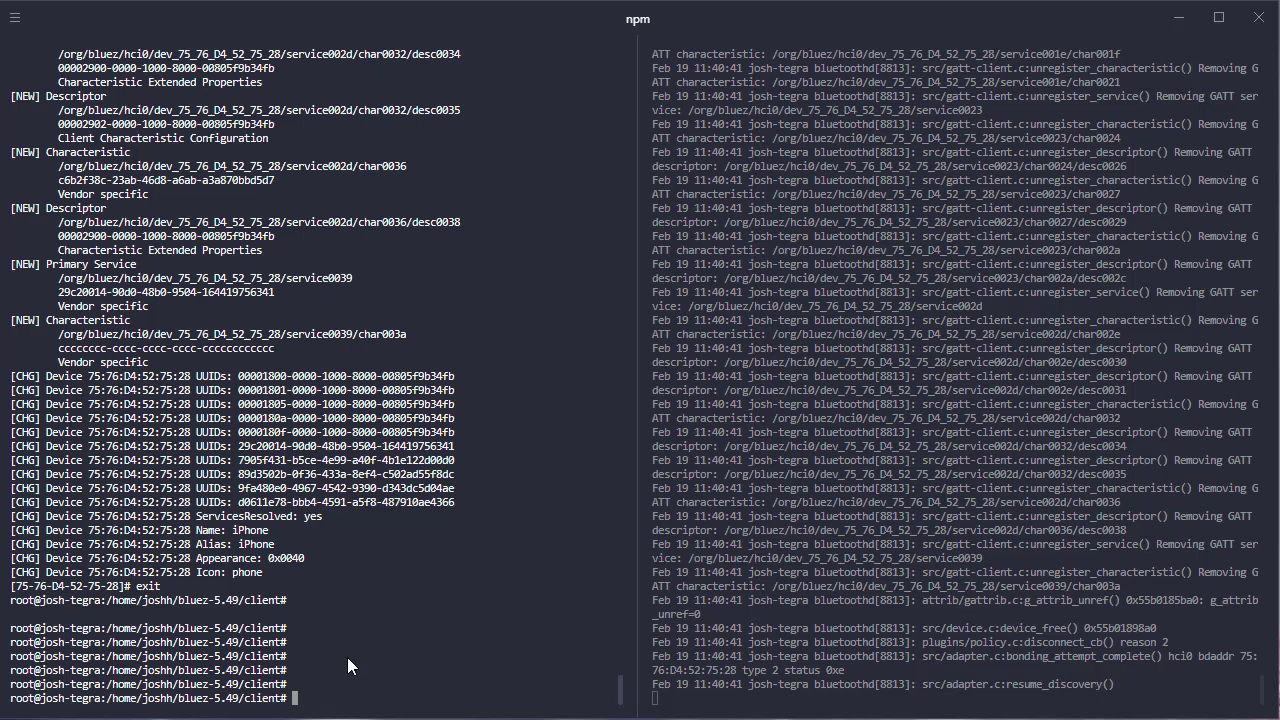 npm
/org/bluez/hci0/dev_75_76_D4_52_75_28/service002d/char0032/desc0034
00002900-0000-1000-8000-00805f9b34fb
Characteristic Extended Properties
[NEW] Descriptor
/org/bluez/hci0/dev_75_76_D4_52_75_28/service002d/char0032/desc0035
00002902-0000-1000-8000-00805f9b34fb
Client Characteristic Configuration
[NEW] Characteristic
/org/bluez/hci0/dev_75_76_D4_52_75_28/service002d/char0036
c6b2f38c-23ab-46d8-a6ab-a3a870bbd5d7
Vendor specific
[NEW] Descriptor
/org/bluez/hci0/dev_75_76_D4_52_75_28/service002d/char0036/desc0038
00002900-0000-1000-8000-00805f9b34fb
Characteristic Extended Properties
[NEW] Primary Service
/org/bluez/hci0/dev_75_76_D4_52_75_28/service0039
29c20014-90d0-48b0-9504-164419756341
Vendor specific
[NEW] Characteristic
/org/bluez/hci0/dev_75_76_D4_52_75_28/service0039/char003a
cccccccc-cccc-cccc-cccc-cccccccccccc
Vendor specific
[CHG] Device 75:76:D4:52:75:28 UUIDs: 00001800-0000-1000-8000-00805f9b34fb
[CHG] Device 75:76:D4:52:75:28 UUIDs: 00001801-0000-1000-8000-00805f9b34fb
[CHG] Device 75:76:D4:52:75:28 UUIDs: 00001805-0000-1000-8000-00805f9b34fb
[CHG] Device 75:76:D4:52:75:28 UUIDs: 0000180a-0000-1000-8000-00805f9b34fb
[CHG] Device 75:76:D4:52:75:28 UUIDs: 0000180f-0000-1000-8000-00805f9b34fb
[CHG] Device 75:76:D4:52:75:28 UUIDs: 29c20014-90d0-48b0-9504-164419756341
[CHG] Device 75:76:D4:52:75:28 UUIDs: 7905f431-b5ce-4e99-a40f-4b1e122d00d0
[CHG] Device 75:76:D4:52:75:28 UUIDs: 89d3502b-0f36-433a-8ef4-c502ad55f8dc
[CHG] Device 75:76:D4:52:75:28 UUIDs: 9fa480e0-4967-4542-9390-d343dc5d04ae
[CHG] Device 75:76:D4:52:75:28 UUIDs: d0611e78-bbb4-4591-a5f8-487910ae4366
[CHG] Device 75:76:D4:52:75:28 ServicesResolved: yes
[CHG] Device 75:76:D4:52:75:28 Name: iPhone
[CHG] Device 75:76:D4:52:75:28 Alias: iPhone
[CHG] Device 75:76:D4:52:75:28 Appearance: 0x0040
[CHG] Device 75:76:D4:52:75:28 Icon: phone
[75-76-D4-52-75-28]# exit
root@josh-tegra:/home/joshh/bluez-5.49/client#
root@josh-tegra:/home/joshh/bluez-5.49/client#
root@josh-tegra:/home/joshh/bluez-5.49/client#
root@josh-tegra:/home/joshh/bluez-5.49/client#
root@josh-tegra:/home/joshh/bluez-5.49/client#
root@josh-tegra:/home/joshh/bluez-5.49/client#
root@josh-tegra:/home/joshh/bluez-5.49/client#
ATT characteristic: /org/bluez/hci0/dev_75_76_D4_52_75_28/service001e/char001f
Feb 19 11:40:41 josh-tegra bluetoothd[8813]: src/gatt-client.c:unregister_characteristic() Removing G
ATT characteristic: /org/bluez/hci0/dev_75_76_D4_52_75_28/service001e/char0021
Feb 19 11:40:41 josh-tegra bluetoothd[8813]: src/gatt-client.c:unregister_service() Removing GATT ser
vice: /org/bluez/hci0/dev_75_76_D4_52_75_28/service0023
Feb 19 11:40:41 josh-tegra bluetoothd[8813]: src/gatt-client.c:unregister_characteristic() Removing G
ATT characteristic: /org/bluez/hci0/dev_75_76_D4_52_75_28/service0023/char0024
Feb 19 11:40:41 josh-tegra bluetoothd[8813]: src/gatt-client.c:unregister_descriptor() Removing GATT
descriptor: /org/bluez/hci0/dev_75_76_D4_52_75_28/service0023/char0024/desc0026
Feb 19 11:40:41 josh-tegra bluetoothd[8813]: src/gatt-client.c:unregister_characteristic() Removing G
ATT characteristic: /org/bluez/hci0/dev_75_76_D4_52_75_28/service0023/char0027
Feb 19 11:40:41 josh-tegra bluetoothd[8813]: src/gatt-client.c:unregister_descriptor() Removing GATT
descriptor: /org/bluez/hci0/dev_75_76_D4_52_75_28/service0023/char0027/desc0029
Feb 19 11:40:41 josh-tegra bluetoothd[8813]: src/gatt-client.c:unregister_characteristic() Removing G
ATT characteristic: /org/bluez/hci0/dev_75_76_D4_52_75_28/service0023/char002a
Feb 19 11:40:41 josh-tegra bluetoothd[8813]: src/gatt-client.c:unregister_descriptor() Removing GATT
descriptor: /org/bluez/hci0/dev_75_76_D4_52_75_28/service0023/char002a/desc002c
Feb 19 11:40:41 josh-tegra bluetoothd[8813]: src/gatt-client.c:unregister_service() Removing GATT ser
vice: /org/bluez/hci0/dev_75_76_D4_52_75_28/service002d
Feb 19 11:40:41 josh-tegra bluetoothd[8813]: src/gatt-client.c:unregister_characteristic() Removing G
ATT characteristic: /org/bluez/hci0/dev_75_76_D4_52_75_28/service002d/char002e
Feb 19 11:40:41 josh-tegra bluetoothd[8813]: src/gatt-client.c:unregister_descriptor() Removing GATT
descriptor: /org/bluez/hci0/dev_75_76_D4_52_75_28/service002d/char002e/desc0030
Feb 19 11:40:41 josh-tegra bluetoothd[8813]: src/gatt-client.c:unregister_descriptor() Removing GATT
descriptor: /org/bluez/hci0/dev_75_76_D4_52_75_28/service002d/char002e/desc0031
Feb 19 11:40:41 josh-tegra bluetoothd[8813]: src/gatt-client.c:unregister_characteristic() Removing G
ATT characteristic: /org/bluez/hci0/dev_75_76_D4_52_75_28/service002d/char0032
Feb 19 11:40:41 josh-tegra bluetoothd[8813]: src/gatt-client.c:unregister_descriptor() Removing GATT
descriptor: /org/bluez/hci0/dev_75_76_D4_52_75_28/service002d/char0032/desc0034
Feb 19 11:40:41 josh-tegra bluetoothd[8813]: src/gatt-client.c:unregister_descriptor() Removing GATT
descriptor: /org/bluez/hci0/dev_75_76_D4_52_75_28/service002d/char0032/desc0035
Feb 19 11:40:41 josh-tegra bluetoothd[8813]: src/gatt-client.c:unregister_characteristic() Removing G
ATT characteristic: /org/bluez/hci0/dev_75_76_D4_52_75_28/service002d/char0036
Feb 19 11:40:41 josh-tegra bluetoothd[8813]: src/gatt-client.c:unregister_descriptor() Removing GATT
descriptor: /org/bluez/hci0/dev_75_76_D4_52_75_28/service002d/char0036/desc0038
Feb 19 11:40:41 josh-tegra bluetoothd[8813]: src/gatt-client.c:unregister_service() Removing GATT ser
vice: /org/bluez/hci0/dev_75_76_D4_52_75_28/service0039
Feb 19 11:40:41 josh-tegra bluetoothd[8813]: src/gatt-client.c:unregister_characteristic() Removing G
ATT characteristic: /org/bluez/hci0/dev_75_76_D4_52_75_28/service0039/char003a
Feb 19 11:40:41 josh-tegra bluetoothd[8813]: attrib/gattrib.c:g_attrib_unref() 0x55b0185ba0: g_attrib
_unref=0
Feb 19 11:40:41 josh-tegra bluetoothd[8813]: src/device.c:device_free() 0x55b01898a0
Feb 19 11:40:41 josh-tegra bluetoothd[8813]: plugins/policy.c:disconnect_cb() reason 2
Feb 19 11:40:41 josh-tegra bluetoothd[8813]: src/adapter.c:bonding_attempt_complete() hci0 bdaddr 75:
76:D4:52:75:28 type 2 status 0xe
Feb 19 11:40:41 josh-tegra bluetoothd[8813]: src/adapter.c:resume_discovery()